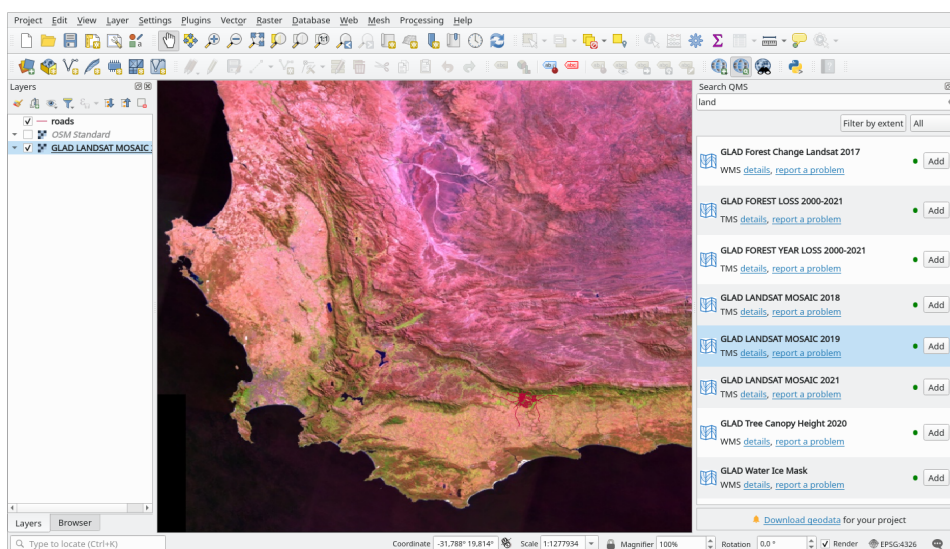 Project Edit View Layer Settings Plugins Vector Raster Database Web Mesh Processing Help
Layers
roads
OSM Standard
GLAD LANDSAT MOSAIC
Layers Browser
Search QMS
land
Filter by extent All
GLAD Forest Change Landsat 2017
WMS details, report a problem
Add
GLAD FOREST LOSS 2000-2021
TMS details, report a problem
Add
GLAD FOREST YEAR LOSS 2000-2021
TMS details, report a problem
Add
GLAD LANDSAT MOSAIC 2018
TMS details, report a problem
Add
GLAD LANDSAT MOSAIC 2019
TMS details, report a problem
Add
GLAD LANDSAT MOSAIC 2021
TMS details, report a problem
Add
GLAD Tree Canopy Height 2020
WMS details, report a problem
Add
GLAD Water Ice Mask
WMS details, report a problem
Add
Download geodata for your project
Type to locate (Ctrl+K) Coordinate -31,788° 19,814° Scale 1:1277934 Magnifier 100% Rotation 0,0 ° Render EPSG:4326